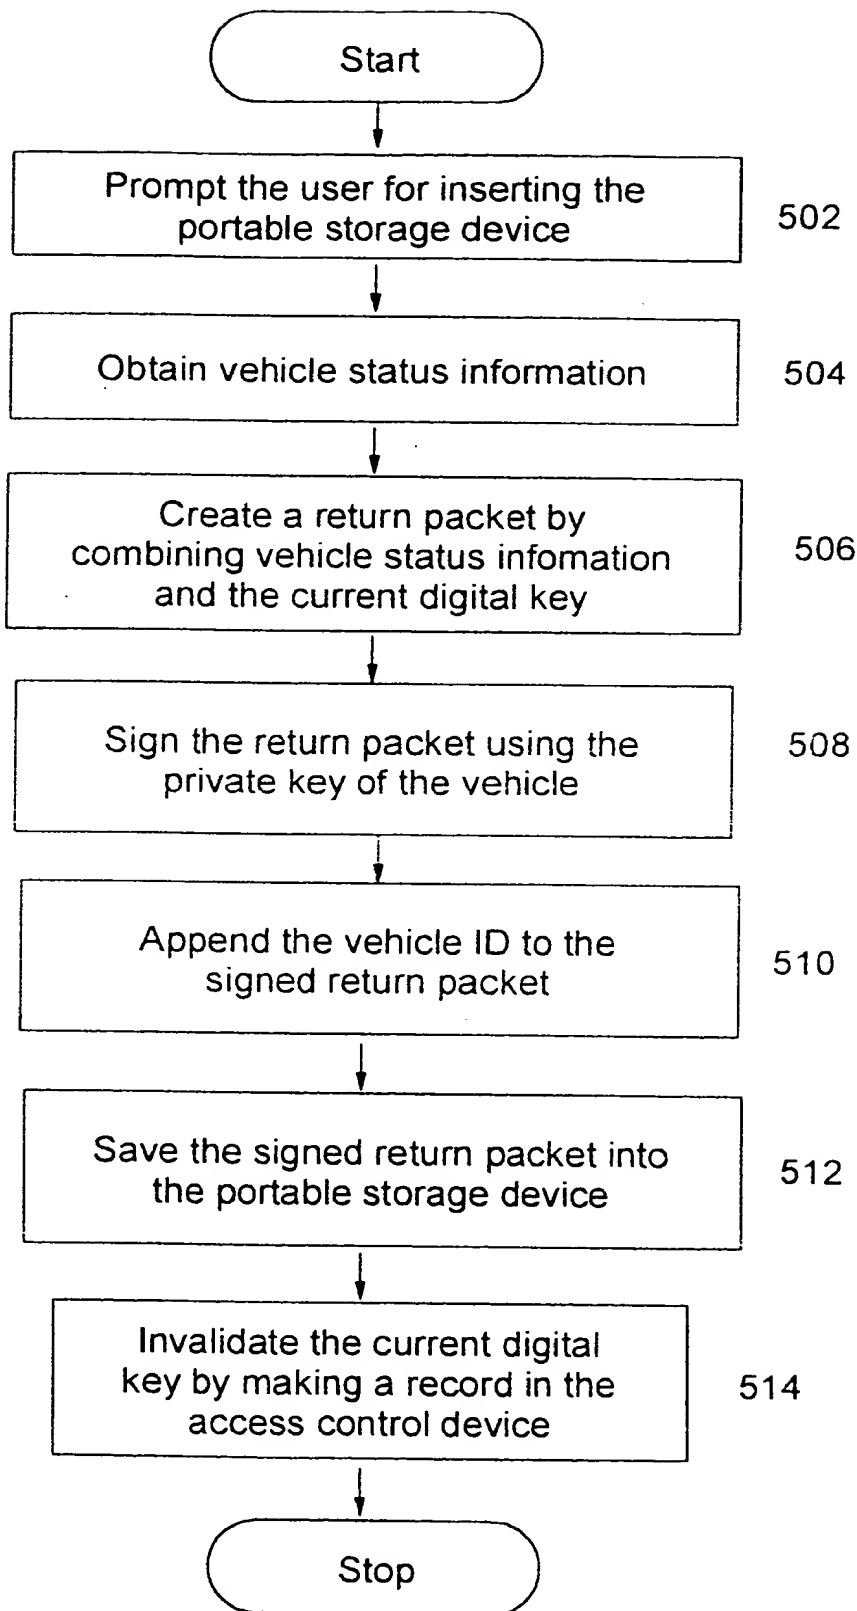 Start
Prompt the user for inserting the
portable storage device
502
Obtain vehicle status information
504
Create a return packet by
combining vehicle status infomation
and the current digital key
506
Sign the return packet using the
private key of the vehicle
508
Append the vehicle ID to the
signed return packet
510
Save the signed return packet into
the portable storage device
512
Invalidate the current digital
key by making a record in the
access control device
514
Stop